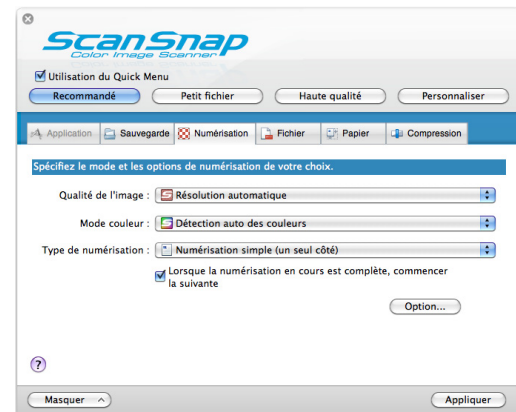 ScanSnap
Color Image Scanner
Utilisation du Quick Menu
Recommandé Petit fichier Haute qualité Personnaliser
Application Sauvegarde Numérisation Fichier Papier Compression
Spécifiez le mode et les options de numérisation de votre choix.
Qualité de l'image : Résolution automatique
Mode couleur : Détection auto des couleurs
Type de numérisation : Numérisation simple (un seul côté)
Lorsque la numérisation en cours est complète, commencer
la suivante
Option...
?
Masquer Appliquer